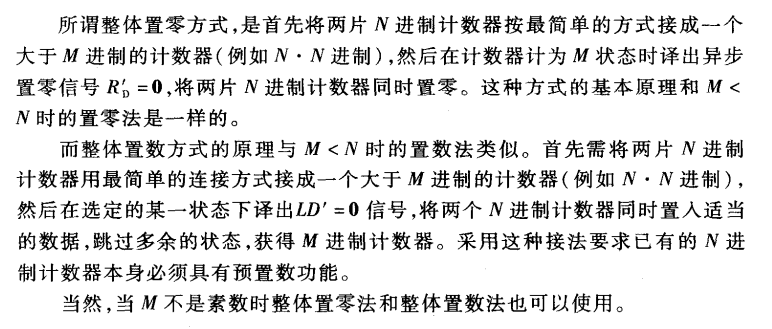 所谓整体置零方式,是首先将两片 N 进制计数器按最简单的方式接成一个
大于 M 进制的计数器(例如 N·N 进制),然后在计数器计为 M 状态时译出异步
置零信号 R′D =0,将两片 N 进制计数器同时置零。这种方式的基本原理和 M <
N 时的置零法是一样的。
而整体置数方式的原理与 M < N 时的置数法类似。首先需将两片 N 进制
计数器用最简单的连接方式接成一个大于 M 进制的计数器(例如 N·N 进制),
然后在选定的某一状态下译出LD′ =0 信号,将两个 N 进制计数器同时置入适当
的数据,跳过多余的状态,获得 M 进制计数器。采用这种接法要求已有的 N 进
制计数器本身必须具有预置数功能。
当然,当 M 不是素数时整体置零法和整体置数法也可以使用。